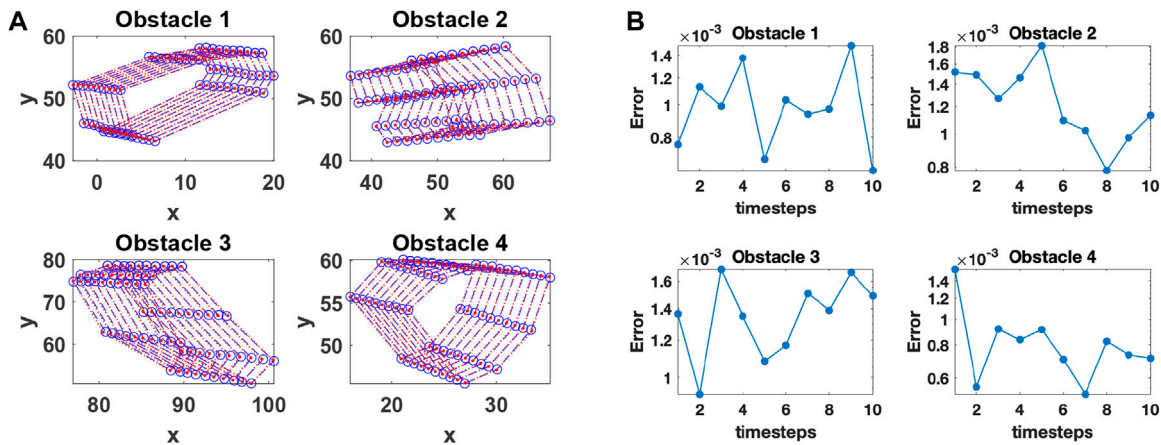 A
Obstacle 1
60
50
40
y
0
10
20
x
Obstacle 2
60
50
40
y
40
50
60
x
Obstacle 3
80
70
60
y
80
90
100
x
Obstacle 4
60
55
50
y
20
30
x
B
×10⁻³
Obstacle 1
1.4
1.2
1
0.8
Error
2
4
6
8
10
timesteps
×10⁻³
Obstacle 2
1.8
1.6
1.4
1.2
1
0.8
Error
2
4
6
8
10
timesteps
×10⁻³
Obstacle 3
1.6
1.4
1.2
1
Error
2
4
6
8
10
timesteps
×10⁻³
Obstacle 4
1.4
1.2
1
0.8
0.6
Error
2
4
6
8
10
timesteps